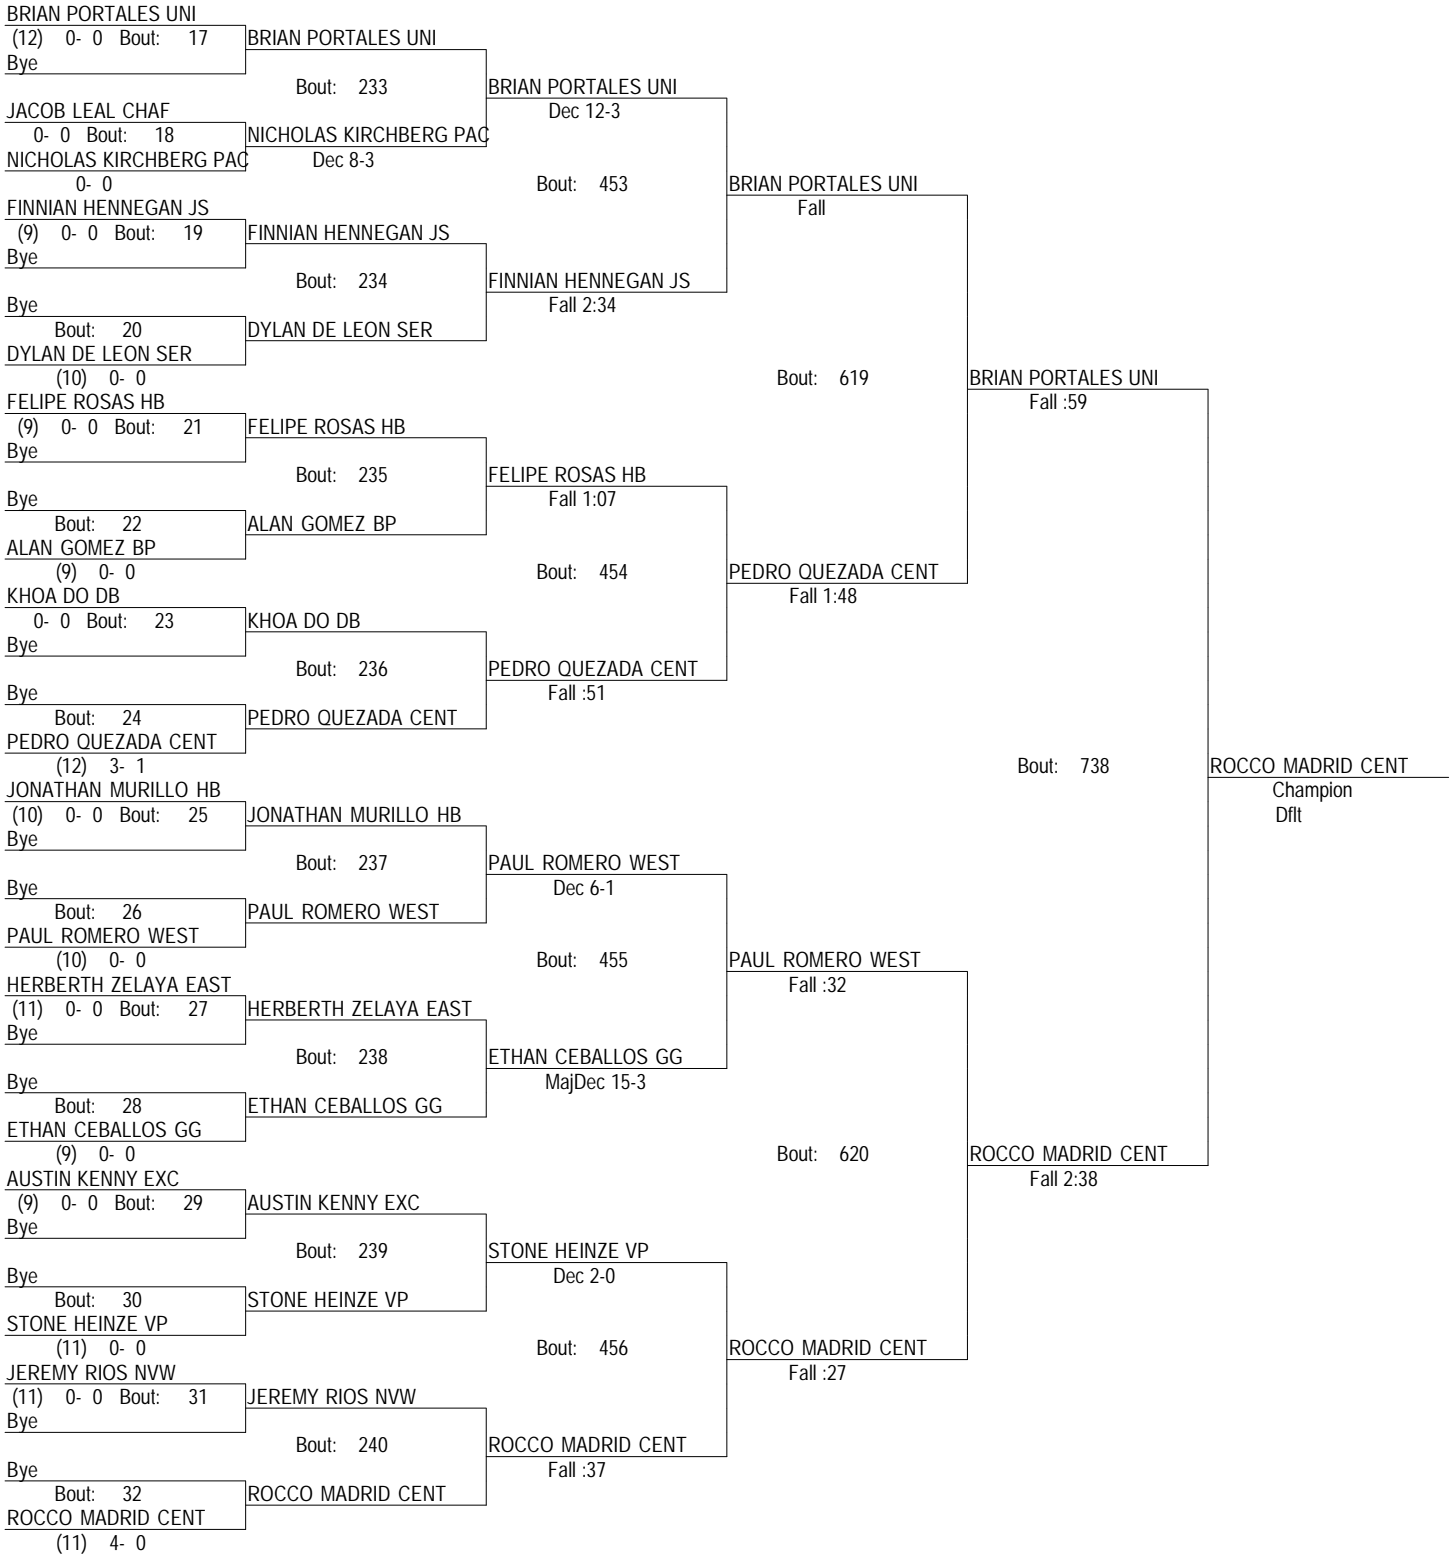 BRIAN PORTALES UNI
(12) 0- 0 Bout: 17 BRIAN PORTALES UNI
Bye
Bout: 233 BRIAN PORTALES UNI
JACOB LEAL CHAF Dec 12-3
0- 0 Bout: 18 NICHOLAS KIRCHBERG PAC
NICHOLAS KIRCHBERG PAC Dec 8-3
0- 0 Bout: 453 BRIAN PORTALES UNI
FINNIAN HENNEGAN JS Fall
(9) 0- 0 Bout: 19 FINNIAN HENNEGAN JS
Bye
Bout: 234 FINNIAN HENNEGAN JS
Bye Fall 2:34
Bout: 20 DYLAN DE LEON SER
DYLAN DE LEON SER
(10) 0- 0 Bout: 619 BRIAN PORTALES UNI
FELIPE ROSAS HB Fall :59
(9) 0- 0 Bout: 21 FELIPE ROSAS HB
Bye
Bout: 235 FELIPE ROSAS HB
Bye Fall 1:07
Bout: 22 ALAN GOMEZ BP
ALAN GOMEZ BP
(9) 0- 0 Bout: 454 PEDRO QUEZADA CENT
KHOA DO DB Fall 1:48
0- 0 Bout: 23 KHOA DO DB
Bye
Bout: 236 PEDRO QUEZADA CENT
Bye Fall :51
Bout: 24 PEDRO QUEZADA CENT
PEDRO QUEZADA CENT
(12) 3- 1 Bout: 738 ROCCO MADRID CENT
JONATHAN MURILLO HB Champion
(10) 0- 0 Bout: 25 JONATHAN MURILLO HB Dflt
Bye
Bout: 237 PAUL ROMERO WEST
Bye Dec 6-1
Bout: 26 PAUL ROMERO WEST
PAUL ROMERO WEST
(10) 0- 0 Bout: 455 PAUL ROMERO WEST
HERBERTH ZELAYA EAST Fall :32
(11) 0- 0 Bout: 27 HERBERTH ZELAYA EAST
Bye
Bout: 238 ETHAN CEBALLOS GG
Bye MajDec 15-3
Bout: 28 ETHAN CEBALLOS GG
ETHAN CEBALLOS GG
(9) 0- 0 Bout: 620 ROCCO MADRID CENT
AUSTIN KENNY EXC Fall 2:38
(9) 0- 0 Bout: 29 AUSTIN KENNY EXC
Bye
Bout: 239 STONE HEINZE VP
Bye Dec 2-0
Bout: 30 STONE HEINZE VP
STONE HEINZE VP
(11) 0- 0 Bout: 456 ROCCO MADRID CENT
JEREMY RIOS NVW Fall :27
(11) 0- 0 Bout: 31 JEREMY RIOS NVW
Bye
Bout: 240 ROCCO MADRID CENT
Bye Fall :37
Bout: 32 ROCCO MADRID CENT
ROCCO MADRID CENT
(11) 4- 0